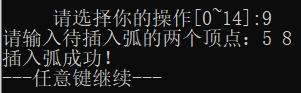 请选择你的操作[0~14]:9
请输入待插入弧的两个顶点：5 8
插入弧成功！
---任意键继续---